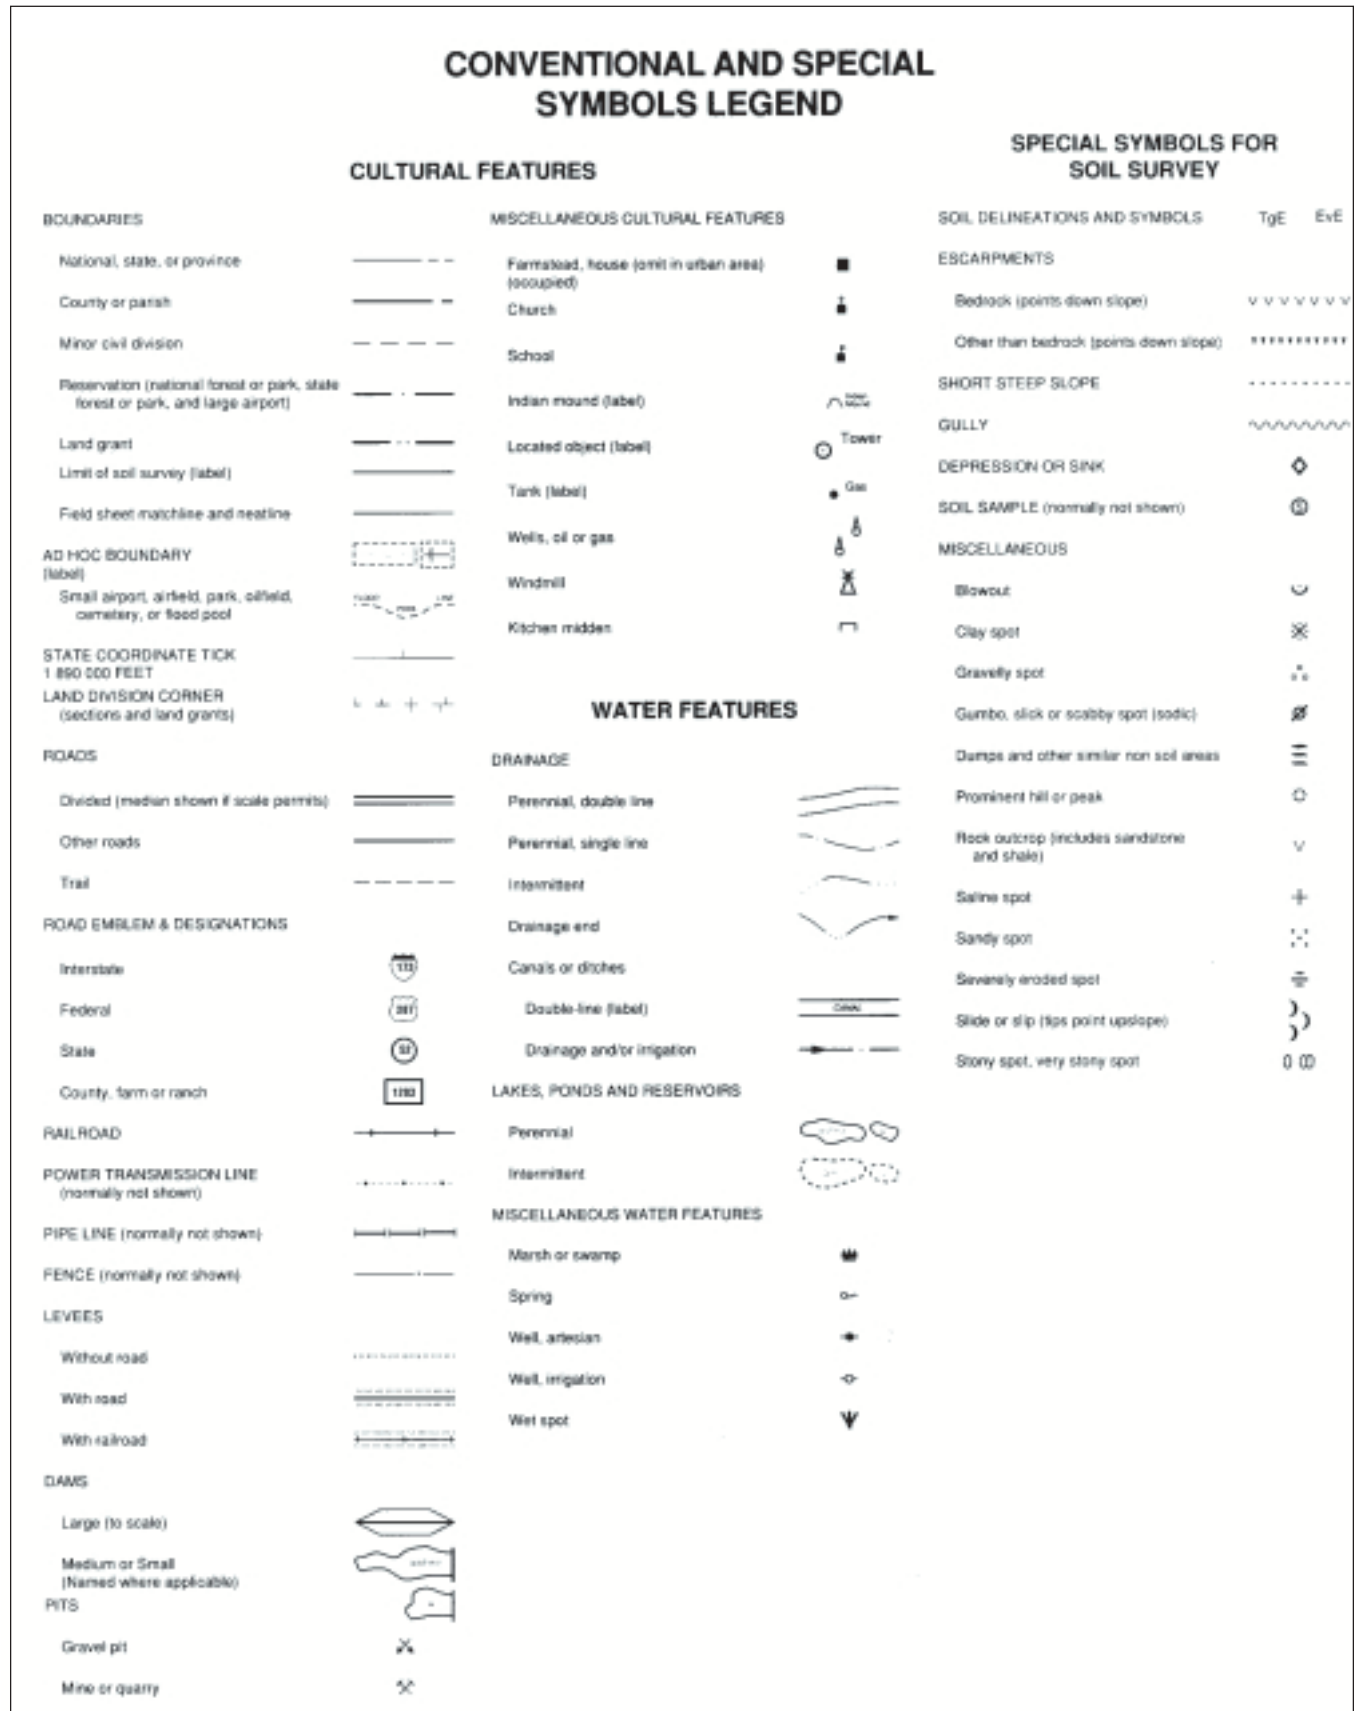 CONVENTIONAL AND SPECIAL
SYMBOLS LEGEND
CULTURAL FEATURES
BOUNDARIES
National, state, or province
County or parish
Minor civil division
Reservation (national forest or park, state
forest or park, and large airport)
Land grant
Limit of soil survey (label)
Field sheet matchline and neatline
AD HOC BOUNDARY
(label)
Small airport, airfield, park, oilfield,
cemetery, or flood pool
STATE COORDINATE TICK
1 890 000 FEET
LAND DIVISION CORNER
(sections and land grants)
ROADS
Divided (median shown if scale permits)
Other roads
Trail
ROAD EMBLEM & DESIGNATIONS
Interstate
Federal
State
County, farm or ranch
RAILROAD
POWER TRANSMISSION LINE
(normally not shown)
PIPE LINE (normally not shown)
FENCE (normally not shown)
LEVEES
Without road
With road
With railroad
DAMS
Large (to scale)
Medium or Small
(Named where applicable)
PITS
Gravel pit
Mine or quarry
MISCELLANEOUS CULTURAL FEATURES
Farmstead, house (omit in urban area)
(occupied)
Church
School
Indian mound (label)
Located object (label) Tower
Tank (label) Gas
Wells, oil or gas
Windmill
Kitchen midden
WATER FEATURES
DRAINAGE
Perennial, double line
Perennial, single line
Intermittent
Drainage end
Canals or ditches
Double-line (label) CANAL
Drainage and/or irrigation
LAKES, PONDS AND RESERVOIRS
Perennial
Intermittent
MISCELLANEOUS WATER FEATURES
Marsh or swamp
Spring
Well, artesian
Well, irrigation
Wet spot
SPECIAL SYMBOLS FOR
SOIL SURVEY
SOIL DELINEATIONS AND SYMBOLS TgE EvE
ESCARPMENTS
Bedrock (points down slope)
Other than bedrock (points down slope)
SHORT STEEP SLOPE
GULLY
DEPRESSION OR SINK
SOIL SAMPLE (normally not shown) S
MISCELLANEOUS
Blowout
Clay spot
Gravelly spot
Gumbo, slick or scabby spot (sodic)
Dumps and other similar non soil areas
Prominent hill or peak
Rock outcrop (includes sandstone
and shale)
Saline spot
Sandy spot
Severely eroded spot
Slide or slip (tips point upslope)
Stony spot, very stony spot